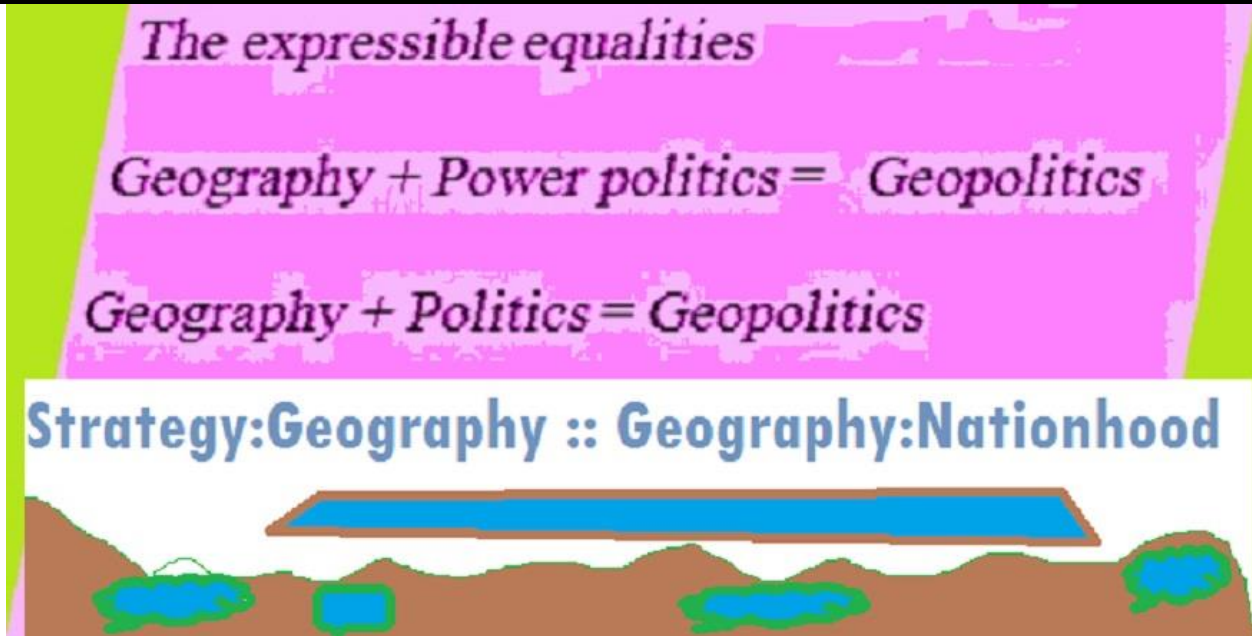 The expressible equalities
Geography + Power politics = Geopolitics
Geography + Politics = Geopolitics
Strategy:Geography :: Geography:Nationhood